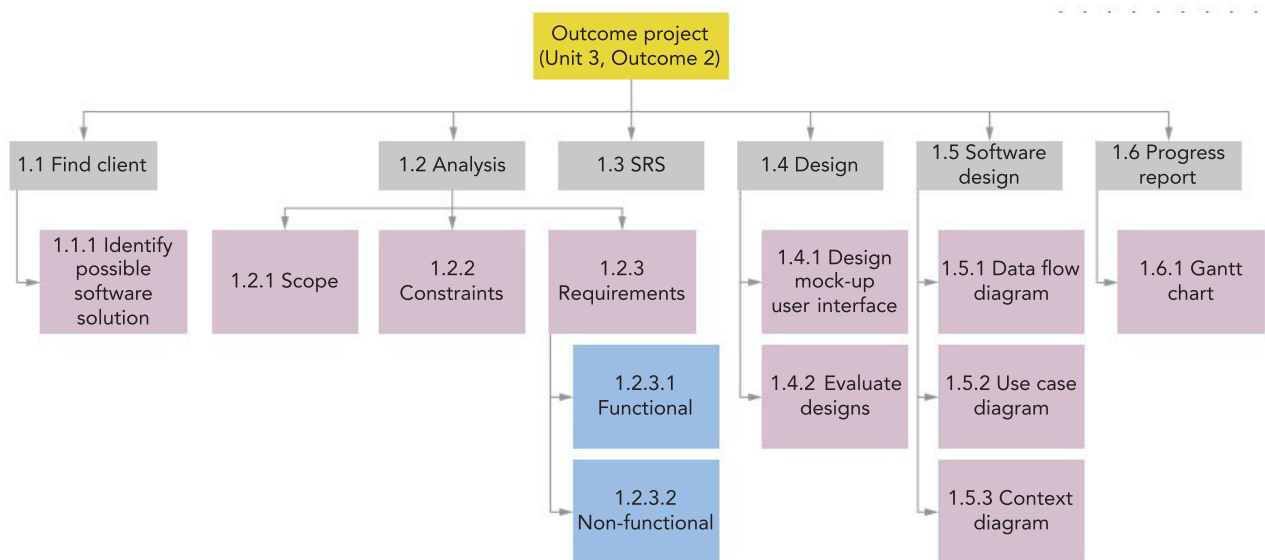 Outcome project
(Unit 3, Outcome 2)
1.1 Find client
1.2 Analysis
1.3 SRS
1.4 Design
1.5 Software
design
1.6 Progress
report
1.1.1 Identify
possible
software
solution
1.2.1 Scope
1.2.2
Constraints
1.2.3
Requirements
1.4.1 Design
mock-up
user interface
1.5.1 Data flow
diagram
1.6.1 Gantt
chart
1.2.3.1
Functional
1.4.2 Evaluate
designs
1.5.2 Use case
diagram
1.2.3.2
Non-functional
1.5.3 Context
diagram